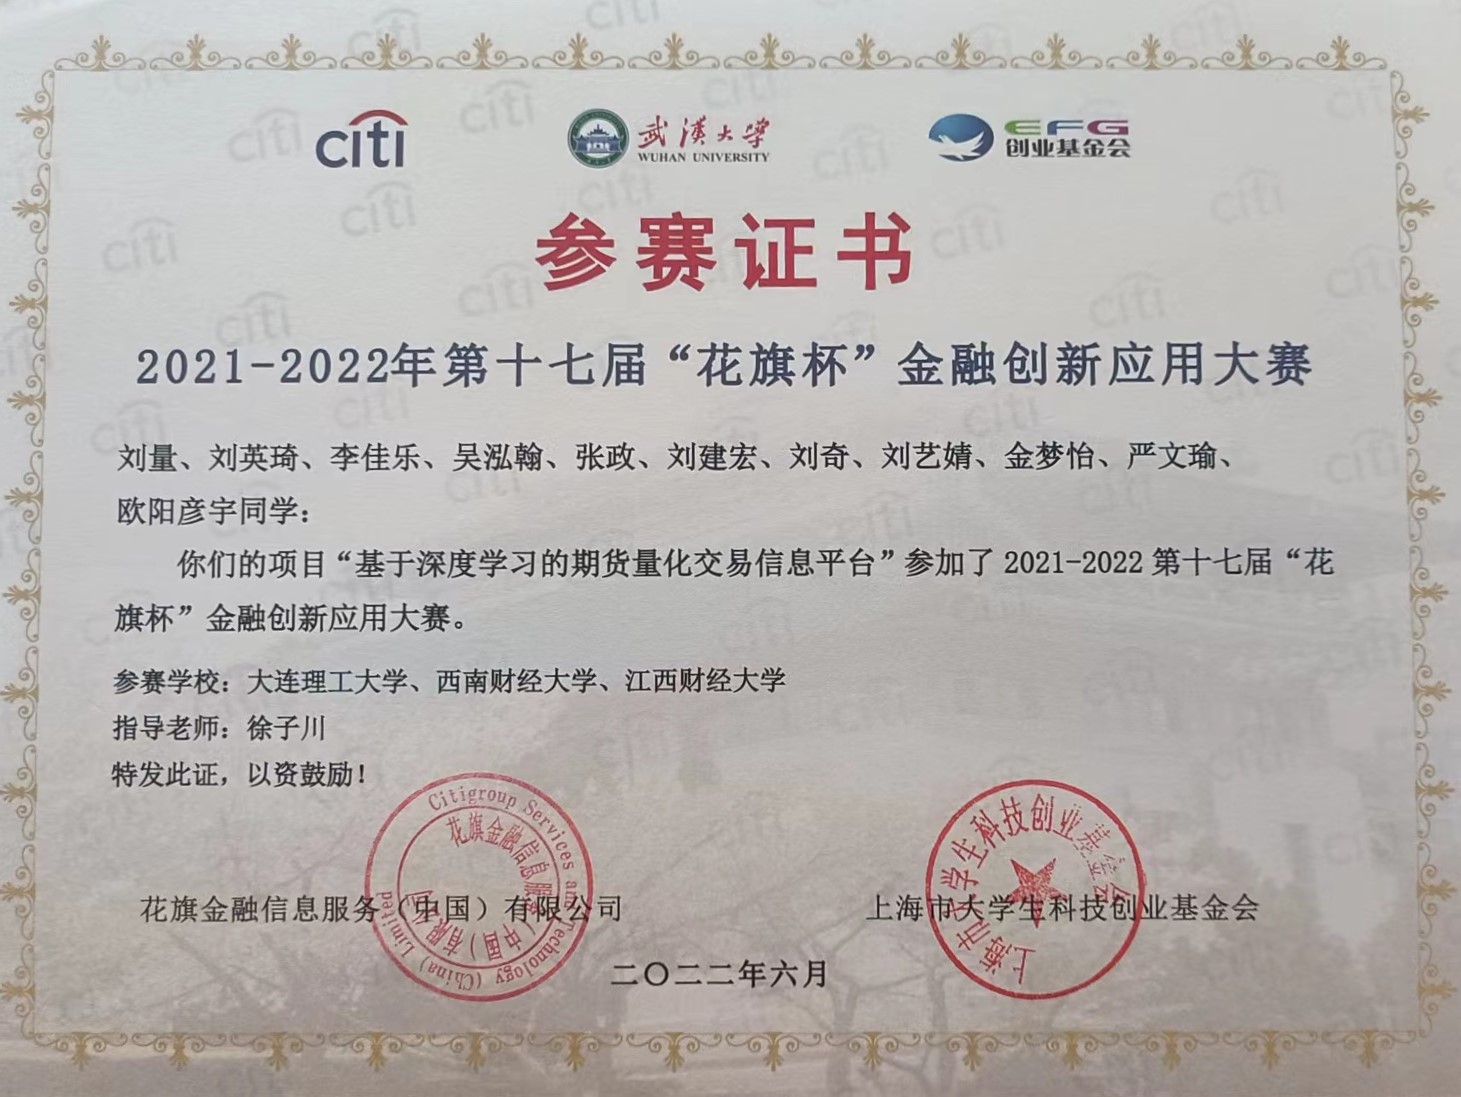 citi
武漢大学
WUHAN UNIVERSITY
EFG
创业基金会
参赛证书
2021-2022年第十七届“花旗杯”金融创新应用大赛
刘量、刘英琦、李佳乐、吴泓翰、张政、刘建宏、刘奇、刘艺婧、金梦怡、严文瑜、
欧阳彦宇同学：
你们的项目“基于深度学习的期货量化交易信息平台”参加了 2021-2022 第十七届“花
旗杯”金融创新应用大赛。
参赛学校：大连理工大学、西南财经大学、江西财经大学
指导老师：徐子川
特发此证，以资鼓励！
Citigroup Services and Technology (China) Limited
花旗金融信息服务（中国）有限公司
上海市大学生科技创业基金会
花旗金融信息服务（中国）有限公司
上海市大学生科技创业基金会
二〇二二年六月